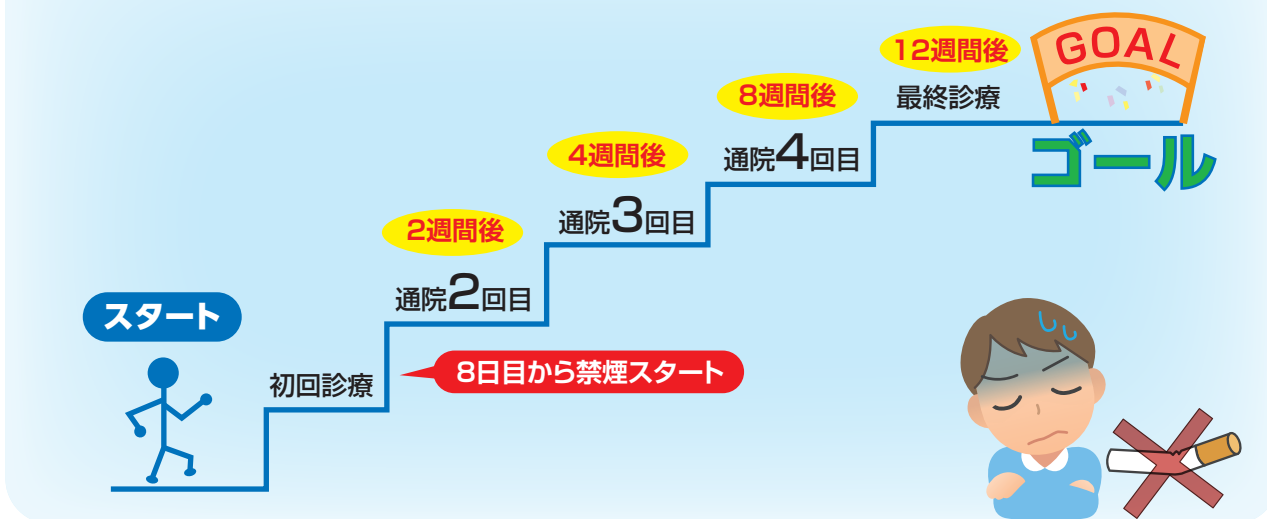 スタート
初回診療
8日目から禁煙スタート
2週間後
通院2回目
4週間後
通院3回目
8週間後
通院4回目
12週間後
最終診療
GOAL
ゴール